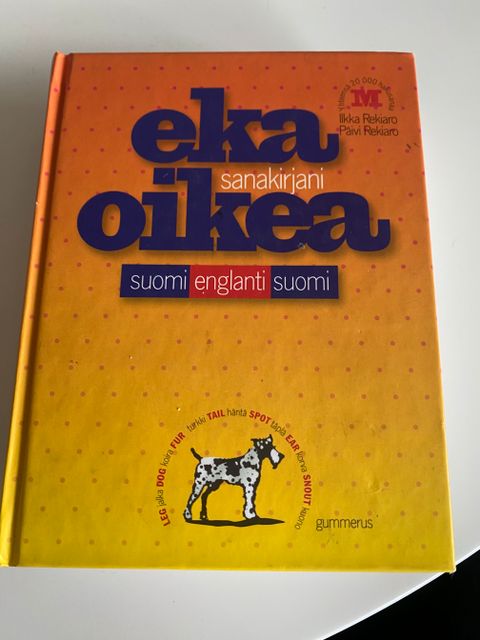 Yhteensä 20 000 hakusanaa
M
Ilkka Rekiaro
Päivi Rekiaro
eka
sanakirjani
oikea
suomi englanti suomi
LEG jalka DOG koira FUR turkki TAIL häntä SPOT täplä EAR korva SNOUT kuono
gummerus